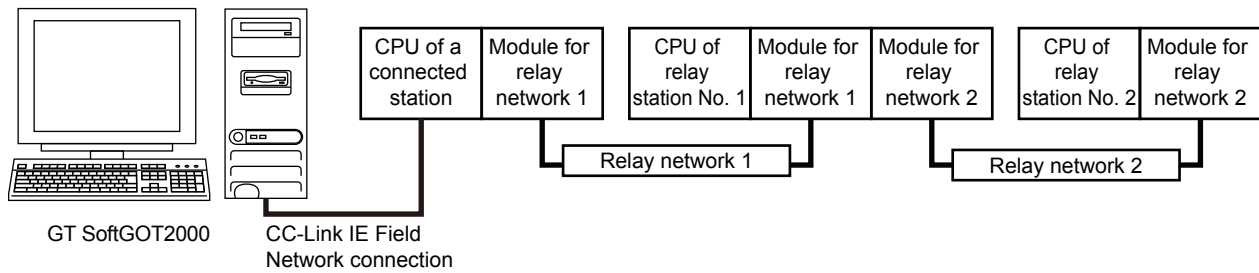 CPU of a
connected
station
Module for
relay
network 1
CPU of
relay
station No. 1
Module for
relay
network 1
Module for
relay
network 2
CPU of
relay
station No. 2
Module for
relay
network 2
Relay network 1
Relay network 2
GT SoftGOT2000
CC-Link IE Field
Network connection